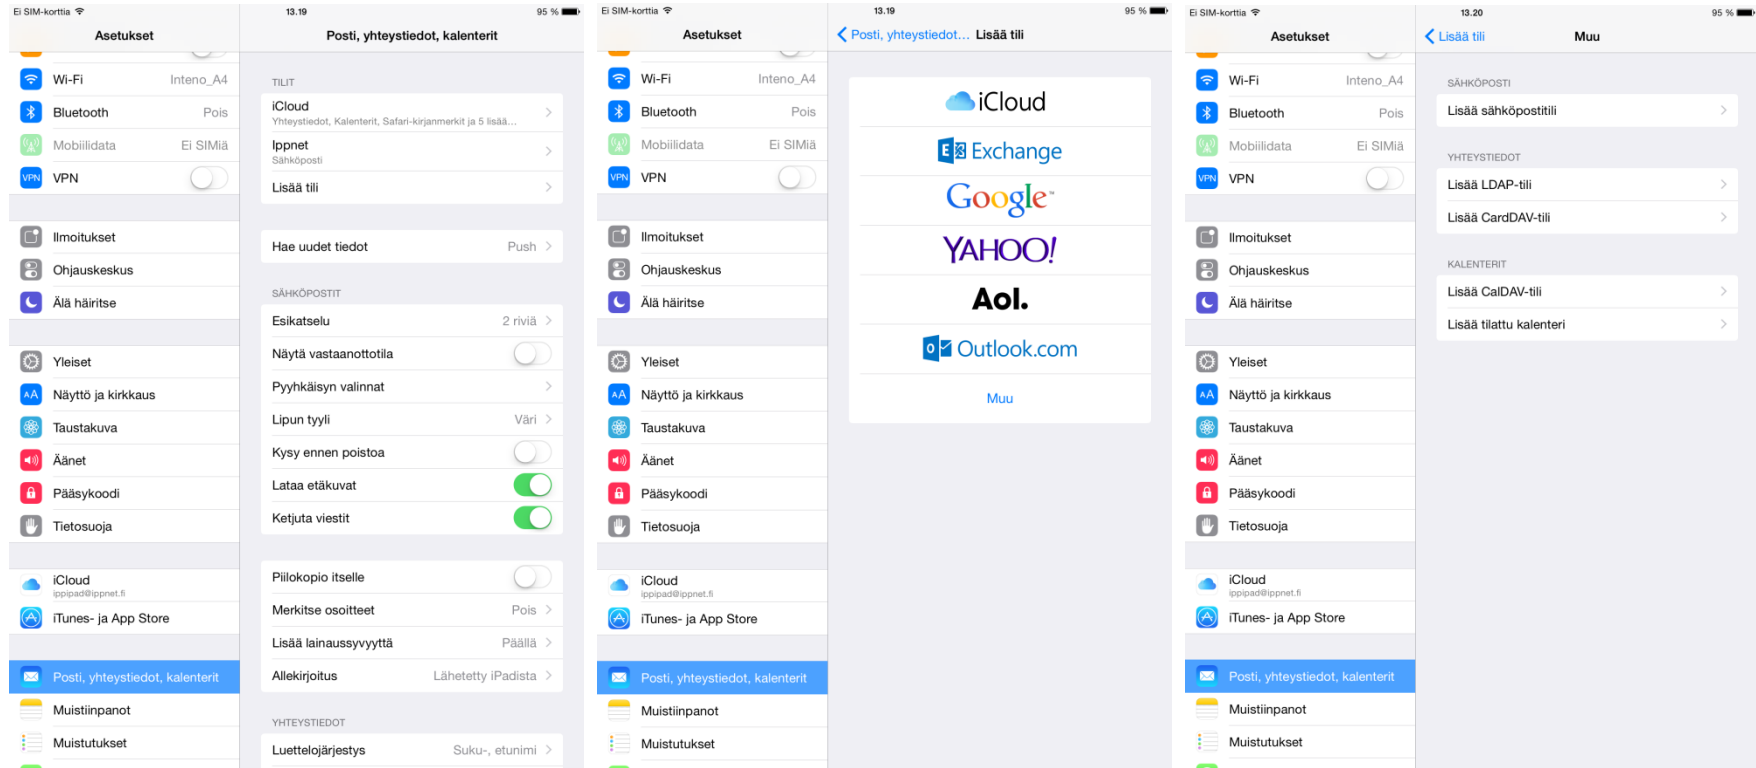 Ei SIM-korttia
13.19
95 %
Asetukset
Posti, yhteystiedot, kalenterit
Wi-Fi
Inteno_A4
Bluetooth
Pois
Mobiilidata
Ei SIMiä
VPN
VPN
Ilmoitukset
Ohjauskeskus
Älä häiritse
Yleiset
AA
Näyttö ja kirkkaus
Taustakuva
Äänet
Pääsykoodi
Tietosuoja
iCloud
ippipad@ippnet.fi
iTunes- ja App Store
Posti, yhteystiedot, kalenterit
Muistiinpanot
Muistutukset
TILIT
iCloud
Yhteystiedot, Kalenterit, Safari-kirjanmerkit ja 5 lisää...
Ippnet
Sähköposti
Lisää tili
Hae uudet tiedot
Push
SÄHKÖPOSTIT
Esikatselu
2 riviä
Näytä vastaanottotila
Pyyhkäisyn valinnat
Lipun tyyli
Väri
Kysy ennen poistoa
Lataa etäkuvat
Ketjuta viestit
Piilokopio itselle
Merkitse osoitteet
Pois
Lisää lainaussyvyyttä
Päällä
Allekirjoitus
Lähetetty iPadista
YHTEYSTIEDOT
Luettelojärjestys
Suku-, etunimi
Ei SIM-korttia
13.19
95 %
Asetukset
Posti, yhteystiedot...
Lisää tili
Wi-Fi
Inteno_A4
Bluetooth
Pois
Mobiilidata
Ei SIMiä
VPN
VPN
Ilmoitukset
Ohjauskeskus
Älä häiritse
Yleiset
AA
Näyttö ja kirkkaus
Taustakuva
Äänet
Pääsykoodi
Tietosuoja
iCloud
ippipad@ippnet.fi
iTunes- ja App Store
Posti, yhteystiedot, kalenterit
Muistiinpanot
Muistutukset
iCloud
E Exchange
Google™
YAHOO!
Aol.
o Outlook.com
Muu
Ei SIM-korttia
13.20
95 %
Asetukset
Lisää tili
Muu
Wi-Fi
Inteno_A4
Bluetooth
Pois
Mobiilidata
Ei SIMiä
VPN
VPN
Ilmoitukset
Ohjauskeskus
Älä häiritse
Yleiset
AA
Näyttö ja kirkkaus
Taustakuva
Äänet
Pääsykoodi
Tietosuoja
iCloud
ippipad@ippnet.fi
iTunes- ja App Store
Posti, yhteystiedot, kalenterit
Muistiinpanot
Muistutukset
SÄHKÖPOSTI
Lisää sähköpostitili
YHTEYSTIEDOT
Lisää LDAP-tili
Lisää CardDAV-tili
KALENTERIT
Lisää CalDAV-tili
Lisää tilattu kalenteri